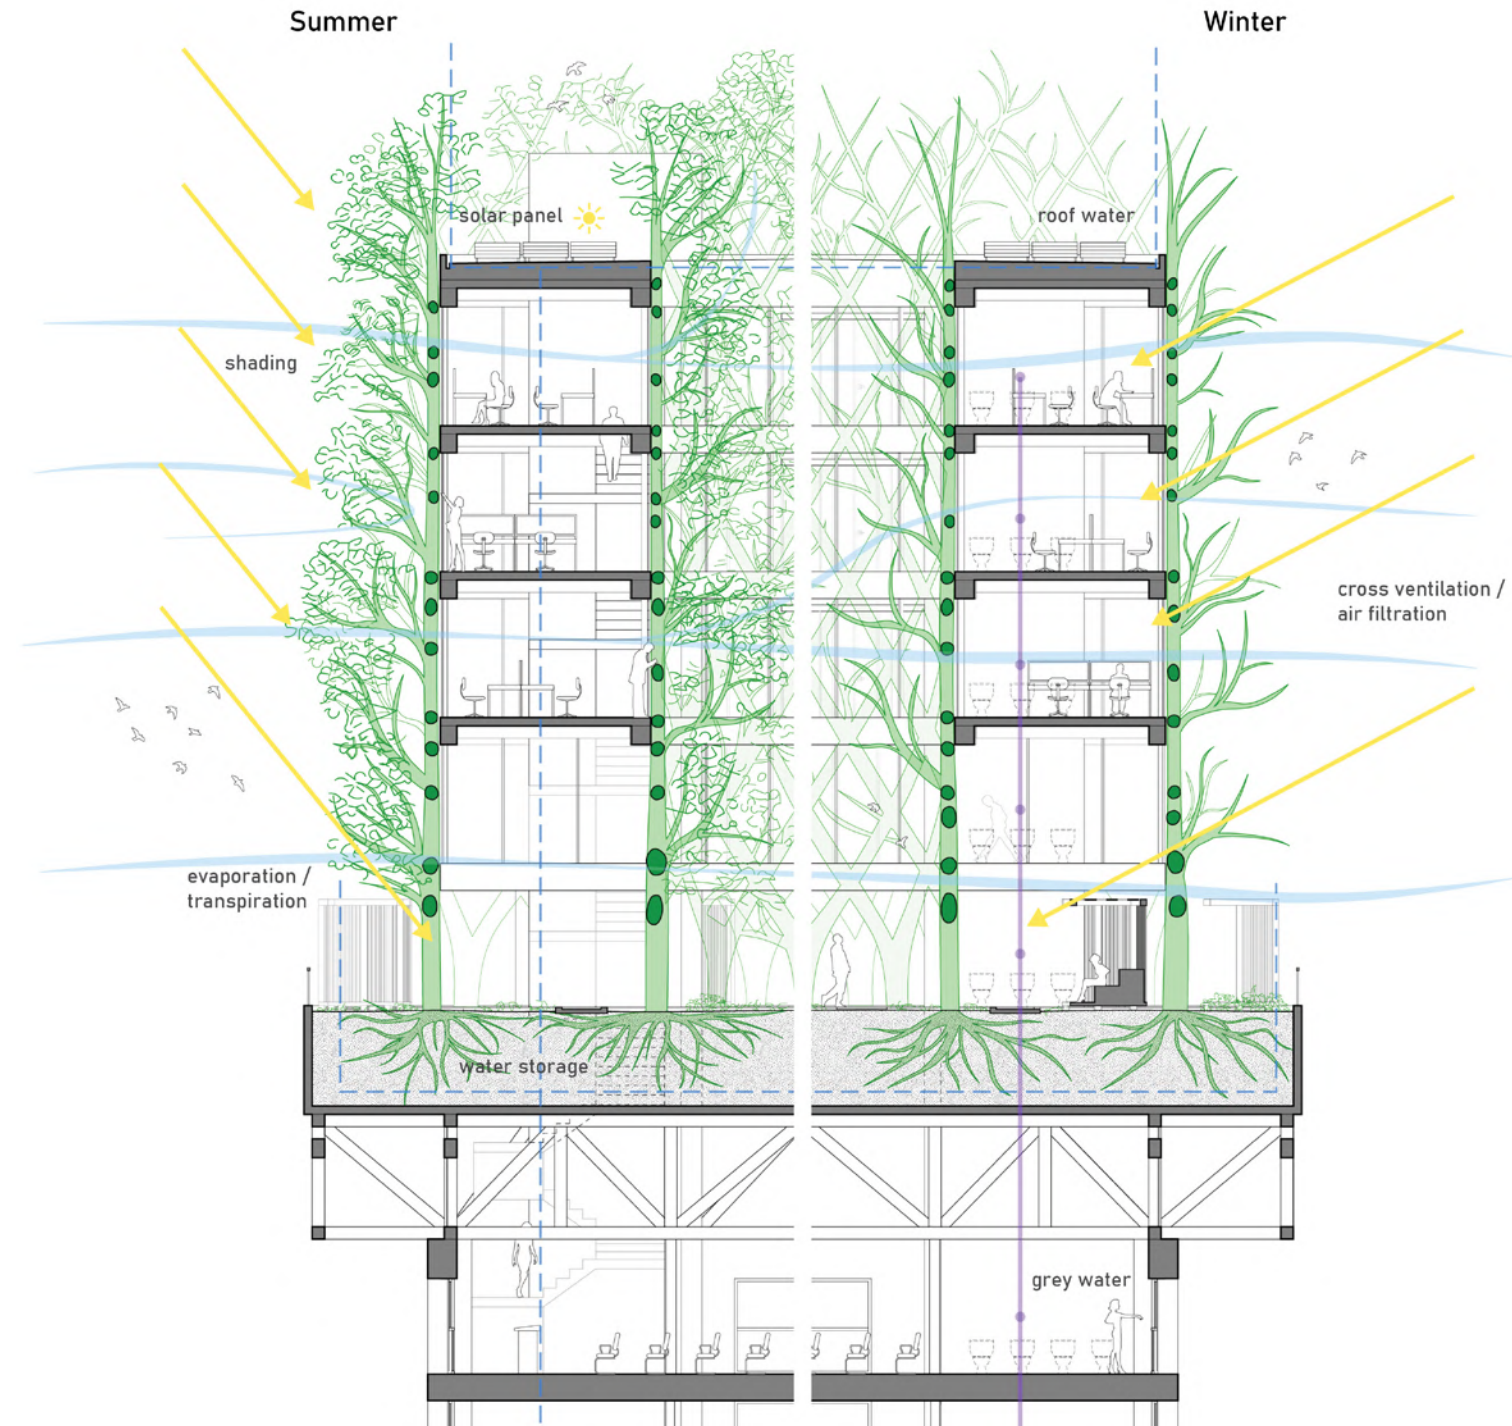 Summer
Winter
solar panel
roof water
shading
cross ventilation /
air filtration
evaporation /
transpiration
water storage
grey water